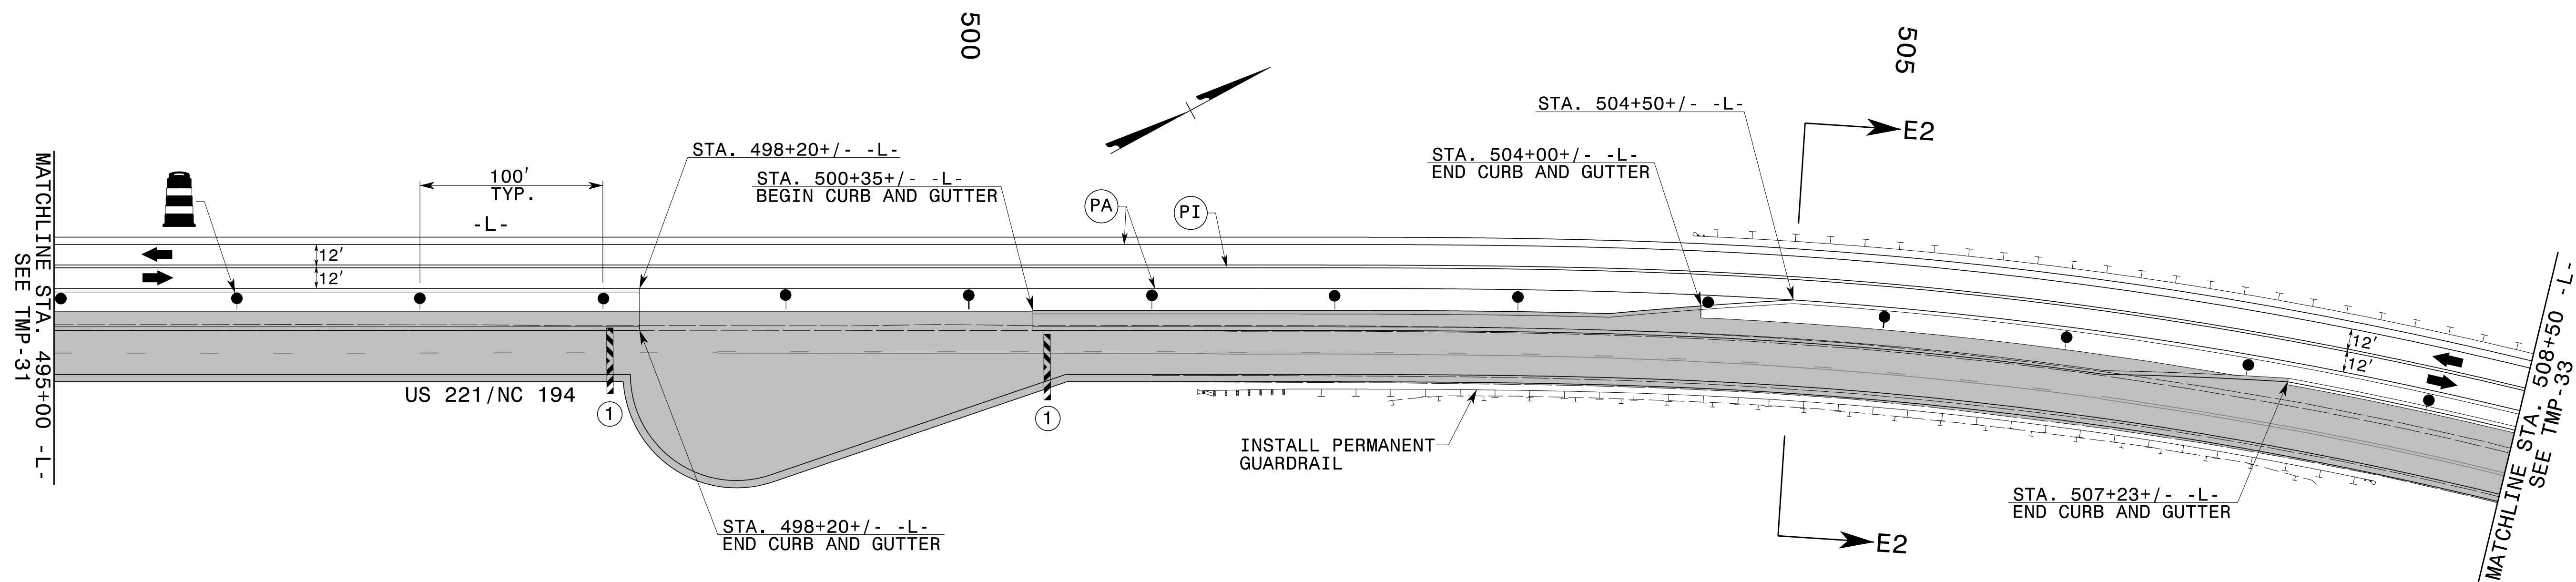 500
505
STA. 504+50+/- -L-
E2
STA. 498+20+/- -L-
STA. 504+00+/- -L-
END CURB AND GUTTER
100'
TYP.
STA. 500+35+/- -L-
BEGIN CURB AND GUTTER
PA
PI
-L-
12'
12'
MATCHLINE STA. 495+00 -L-
SEE TMP-31
12'
12'
MATCHLINE STA. 508+50 -L-
SEE TMP-33
US 221/NC 194
1
1
INSTALL PERMANENT
GUARDRAIL
STA. 507+23+/- -L-
END CURB AND GUTTER
STA. 498+20+/- -L-
END CURB AND GUTTER
E2